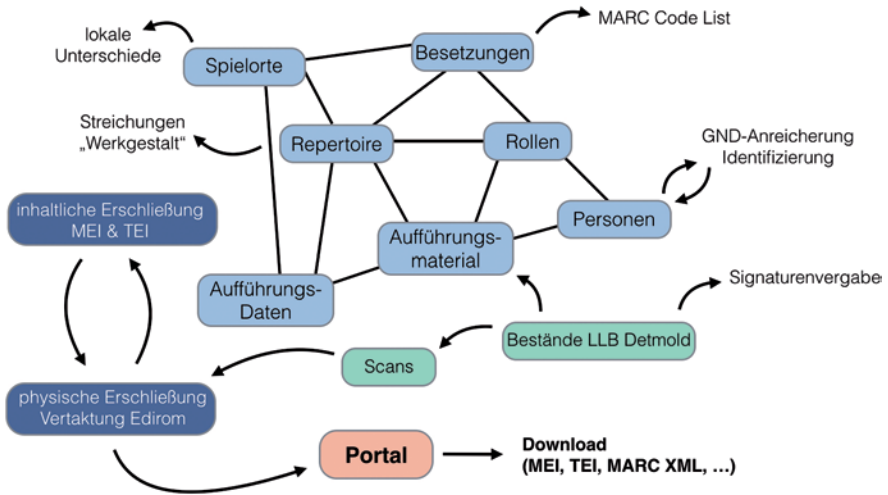 lokale
Unterschiede
Spielorte
Besetzungen
MARC Code List
Streichungen
„Werkgestalt“
Repertoire
Rollen
GND-Anreicherung
Identifizierung
inhaltliche Erschließung
MEI & TEI
Personen
Aufführungs-
material
Aufführungs-
Daten
Signaturenvergabe
Bestände LLB Detmold
Scans
physische Erschließung
Vertaktung Edirom
Portal
Download
(MEI, TEI, MARC XML, ...)